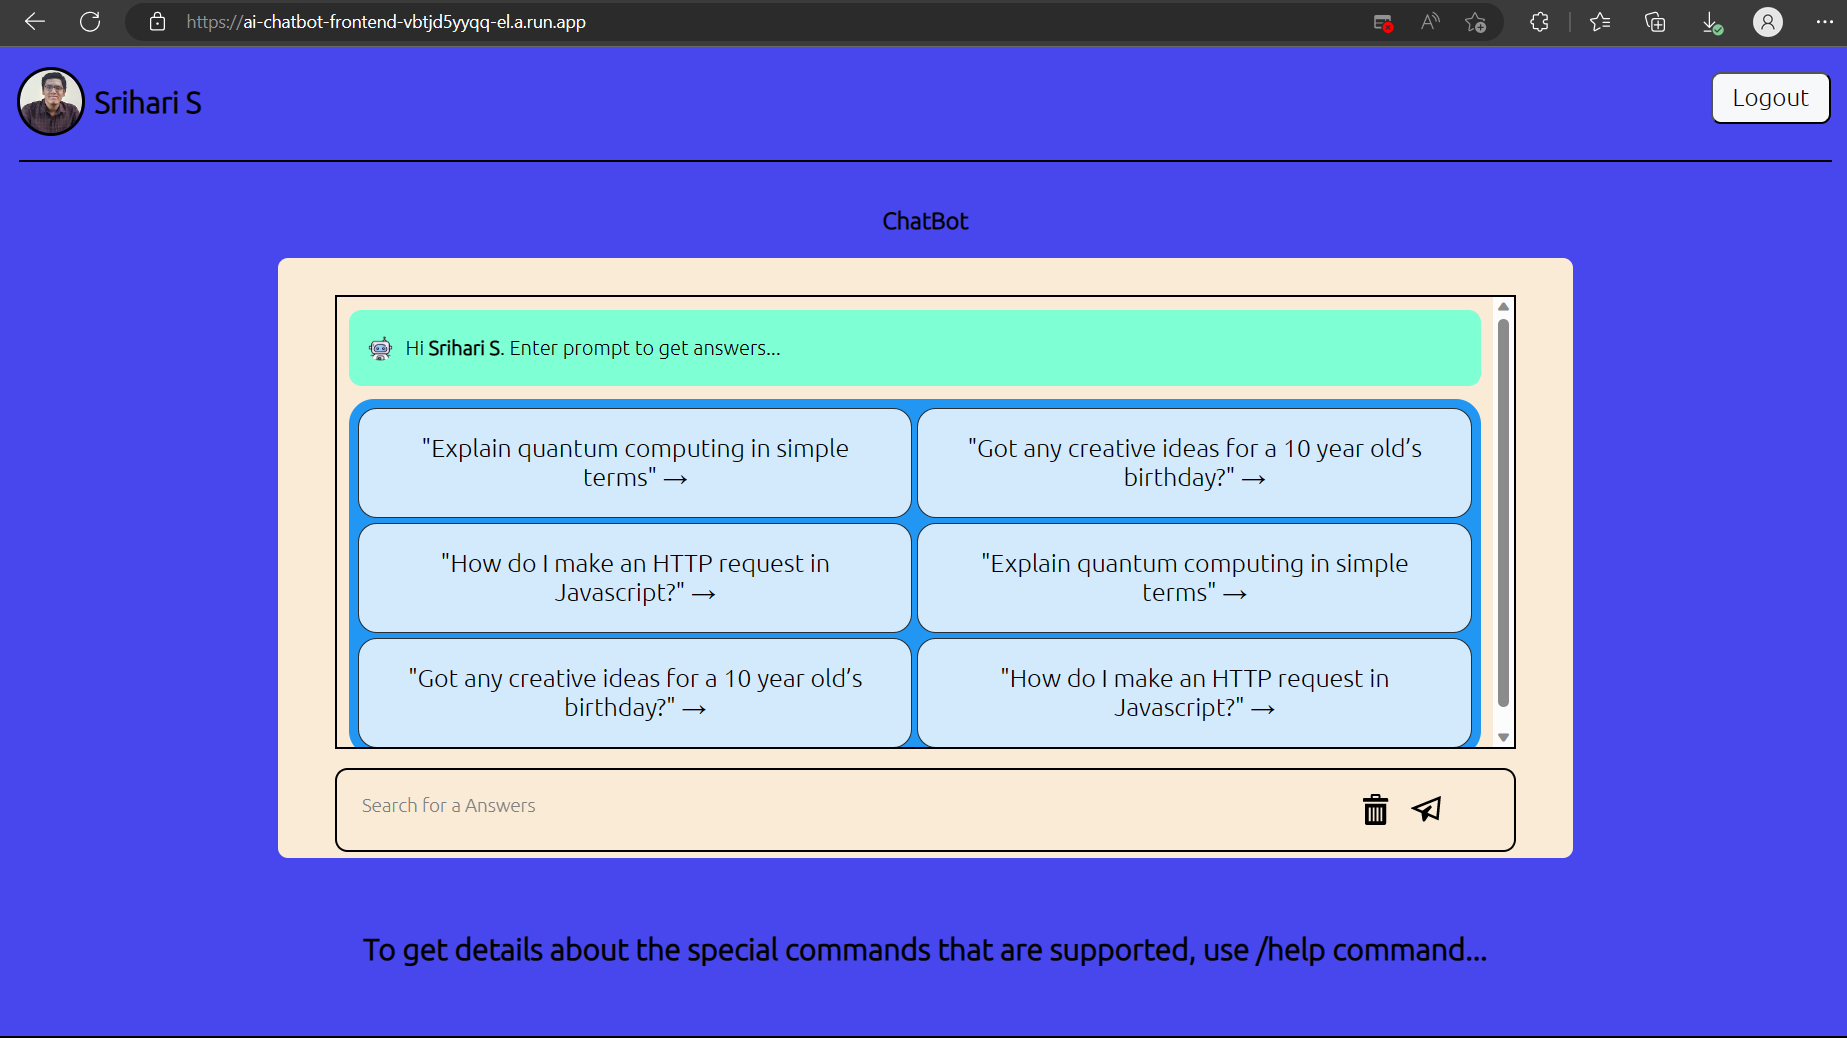 https://ai-chatbot-frontend-vbtjd5yyqq-el.a.run.app
Srihari S
Logout
ChatBot
Hi Srihari S. Enter prompt to get answers...
"Explain quantum computing in simple
terms" →
"Got any creative ideas for a 10 year old’s
birthday?" →
"How do I make an HTTP request in
Javascript?" →
"Explain quantum computing in simple
terms" →
"Got any creative ideas for a 10 year old’s
birthday?" →
"How do I make an HTTP request in
Javascript?" →
Search for a Answers
To get details about the special commands that are supported, use /help command...